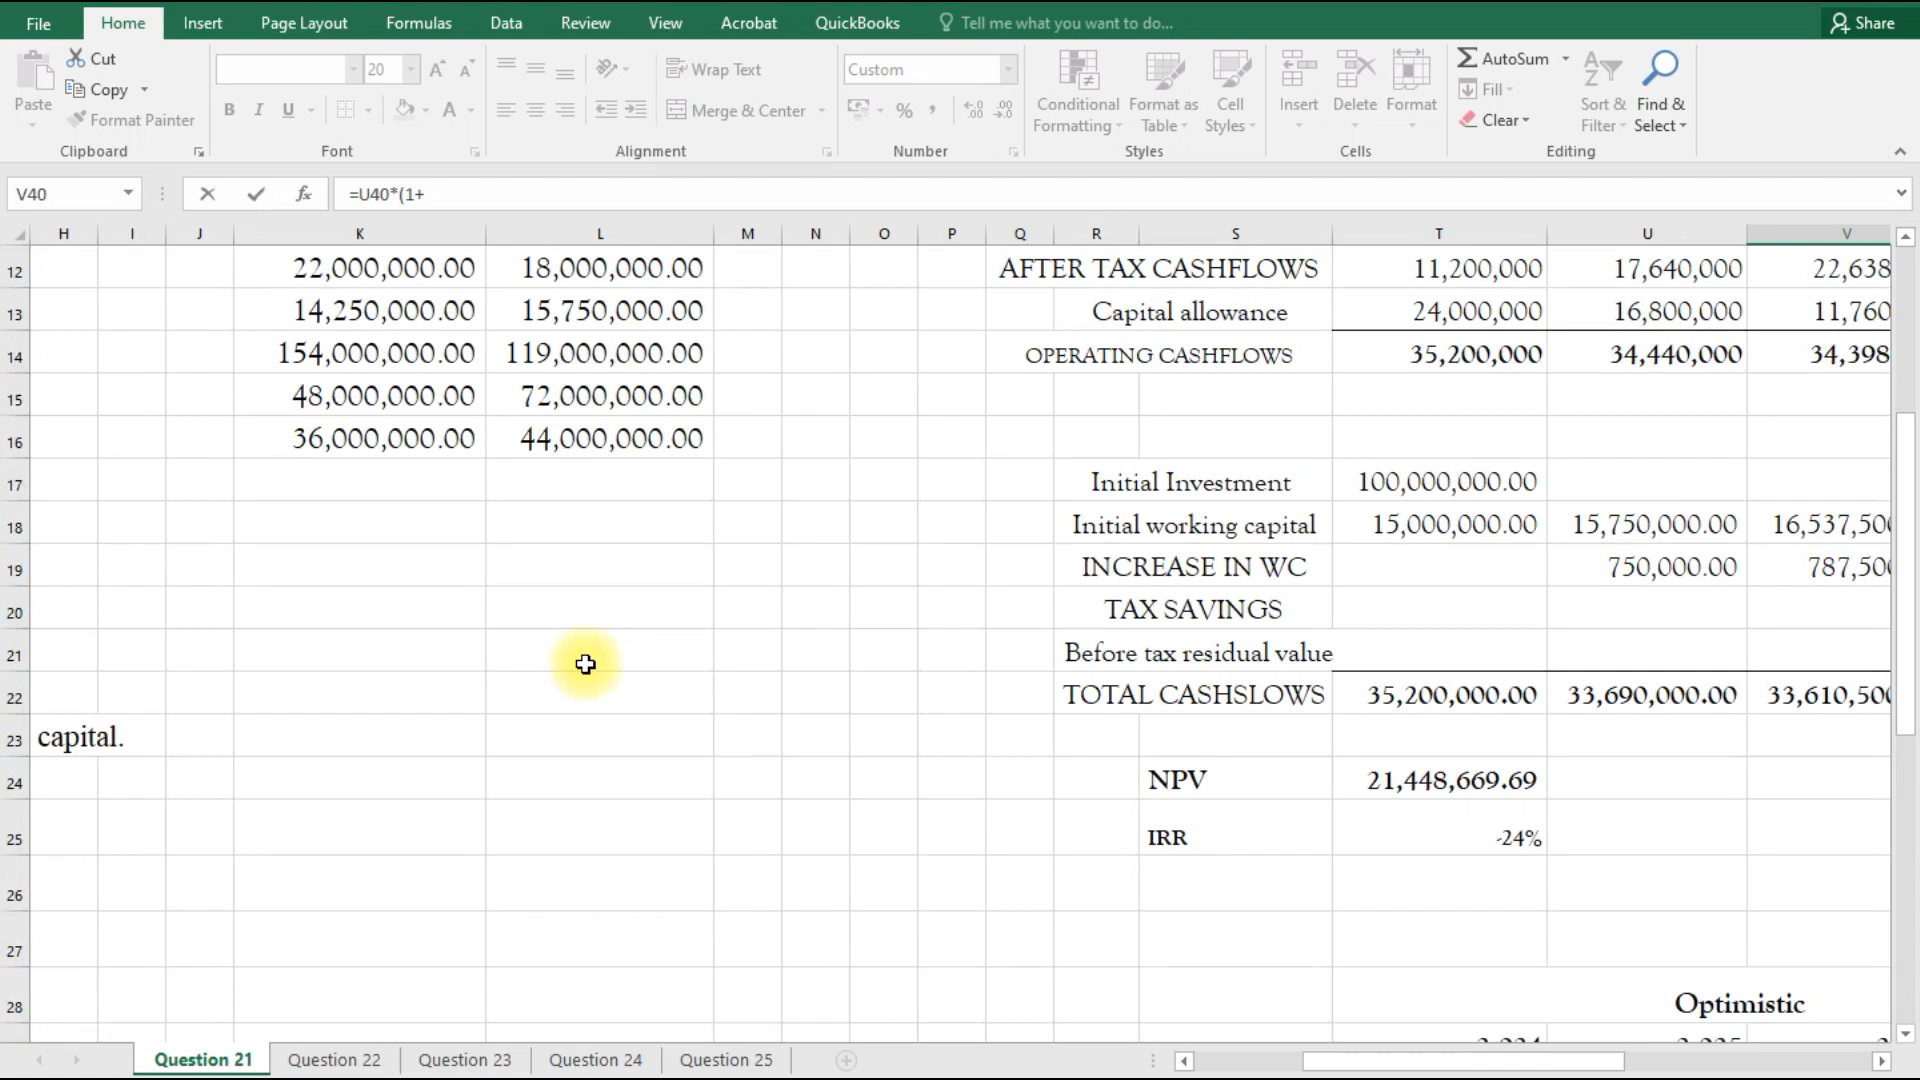 File Home Insert Page Layout Formulas Data Review View Acrobat QuickBooks Tell me what you want to do... Share
Paste Cut Copy Format Painter Clipboard
20 B I U A Font
Wrap Text Merge & Center Alignment
Custom % , Number
Conditional Formatting Format as Table Cell Styles Styles
Insert Delete Format Cells
AutoSum Fill Clear Sort & Filter Find & Select Editing
V40 fx =U40*(1+
H I J K L M N O P Q R S T U V
12 22,000,000.00 18,000,000.00 AFTER TAX CASHFLOWS 11,200,000 17,640,000 22,638
13 14,250,000.00 15,750,000.00 Capital allowance 24,000,000 16,800,000 11,760
14 154,000,000.00 119,000,000.00 OPERATING CASHFLOWS 35,200,000 34,440,000 34,398
15 48,000,000.00 72,000,000.00
16 36,000,000.00 44,000,000.00
17 Initial Investment 100,000,000.00
18 Initial working capital 15,000,000.00 15,750,000.00 16,537,500
19 INCREASE IN WC 750,000.00 787,500
20 TAX SAVINGS
21 Before tax residual value
22 TOTAL CASHSLOWS 35,200,000.00 33,690,000.00 33,610,500
23 capital.
24 NPV 21,448,669.69
25 IRR -24%
26
27
28 Optimistic
Question 21 Question 22 Question 23 Question 24 Question 25